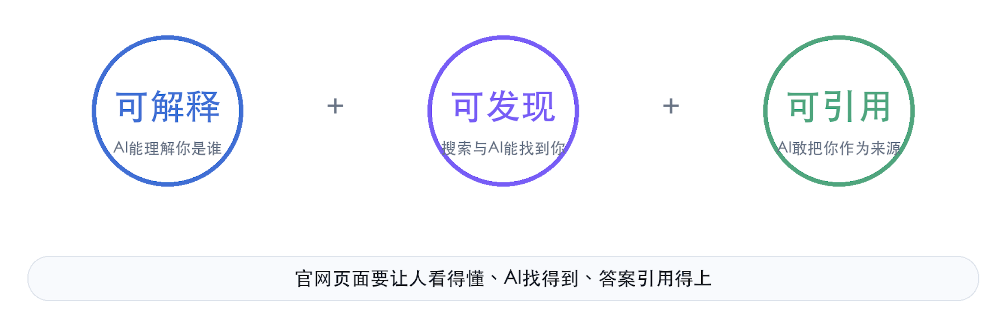 可解释
AI能理解你是谁
+
可发现
搜索与AI能找到你
+
可引用
AI敢把你作为来源
官网页面要让人看得懂、AI找得到、答案引用得上